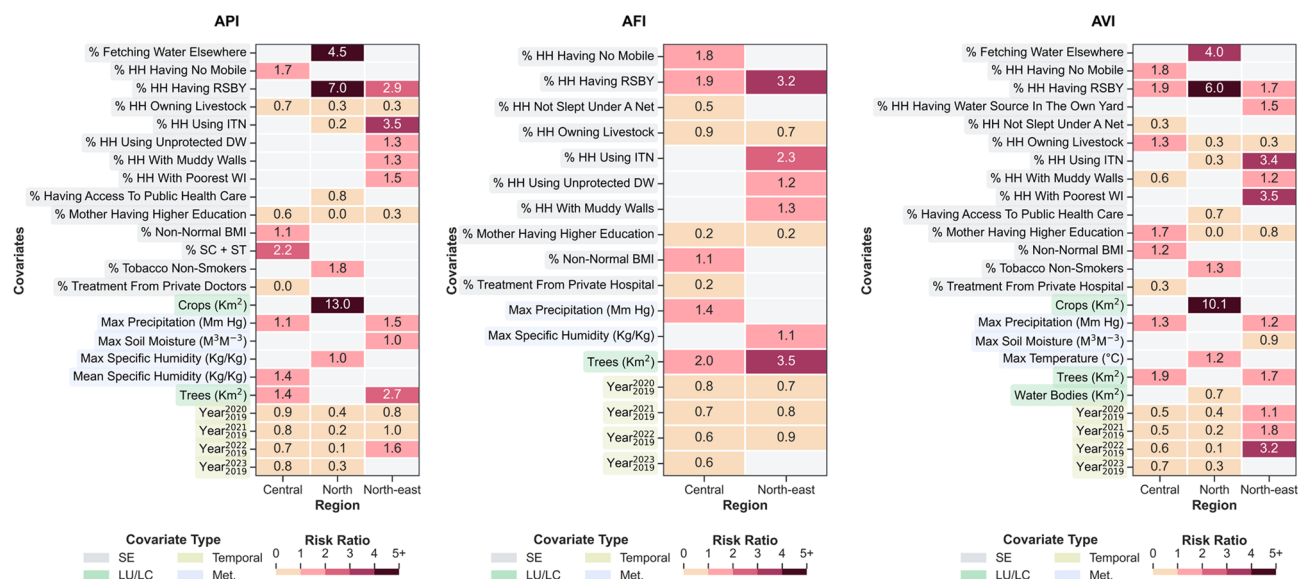 API
Covariates
% Fetching Water Elsewhere 4.5
% HH Having No Mobile 1.7
% HH Having RSBY 7.0 2.9
% HH Owning Livestock 0.7 0.3 0.3
% HH Using ITN 0.2 3.5
% HH Using Unprotected DW 1.3
% HH With Muddy Walls 1.3
% HH With Poorest WI 1.5
% Having Access To Public Health Care 0.8
% Mother Having Higher Education 0.6 0.0 0.3
% Non-Normal BMI 1.1
% SC + ST 2.2
% Tobacco Non-Smokers 1.8
% Treatment From Private Doctors 0.0
Crops (Km²) 13.0
Max Precipitation (Mm Hg) 1.1 1.5
Max Soil Moisture (M³M⁻³) 1.0
Max Specific Humidity (Kg/Kg) 1.0
Mean Specific Humidity (Kg/Kg) 1.4
Trees (Km²) 1.4 2.7
Year 2020 2019 0.9 0.4 0.8
Year 2021 2019 0.8 0.2 1.0
Year 2022 2019 0.7 0.1 1.6
Year 2023 2019 0.8 0.3
Central North North-east
Region
Covariate Type
SE Temporal
LU/LC Met.
Risk Ratio
0 1 2 3 4 5+
AFI
Covariates
% HH Having No Mobile 1.8
% HH Having RSBY 1.9 3.2
% HH Not Slept Under A Net 0.5
% HH Owning Livestock 0.9 0.7
% HH Using ITN 2.3
% HH Using Unprotected DW 1.2
% HH With Muddy Walls 1.3
% Mother Having Higher Education 0.2 0.2
% Non-Normal BMI 1.1
% Treatment From Private Hospital 0.2
Max Precipitation (Mm Hg) 1.4
Max Specific Humidity (Kg/Kg) 1.1
Trees (Km²) 2.0 3.5
Year 2020 2019 0.8 0.7
Year 2021 2019 0.7 0.8
Year 2022 2019 0.6 0.9
Year 2023 2019 0.6
Central North-east
Region
Covariate Type
SE Temporal
LU/LC Met.
Risk Ratio
0 1 2 3 4 5+
AVI
Covariates
% Fetching Water Elsewhere 4.0
% HH Having No Mobile 1.8
% HH Having RSBY 1.9 6.0 1.7
% HH Having Water Source In The Own Yard 1.5
% HH Not Slept Under A Net 0.3
% HH Owning Livestock 1.3 0.3 0.3
% HH Using ITN 0.3 3.4
% HH With Muddy Walls 0.6 1.2
% HH With Poorest WI 3.5
% Having Access To Public Health Care 0.7
% Mother Having Higher Education 1.7 0.0 0.8
% Non-Normal BMI 1.2
% Tobacco Non-Smokers 1.3
% Treatment From Private Hospital 0.3
Crops (Km²) 10.1
Max Precipitation (Mm Hg) 1.3 1.2
Max Soil Moisture (M³M⁻³) 0.9
Max Temperature (°C) 1.2
Trees (Km²) 1.9 1.7
Water Bodies (Km²) 0.7
Year 2020 2019 0.5 0.4 1.1
Year 2021 2019 0.5 0.2 1.8
Year 2022 2019 0.6 0.1 3.2
Year 2023 2019 0.7 0.3
Central North North-east
Region
Covariate Type
SE Temporal
LU/LC Met.
Risk Ratio
0 1 2 3 4 5+